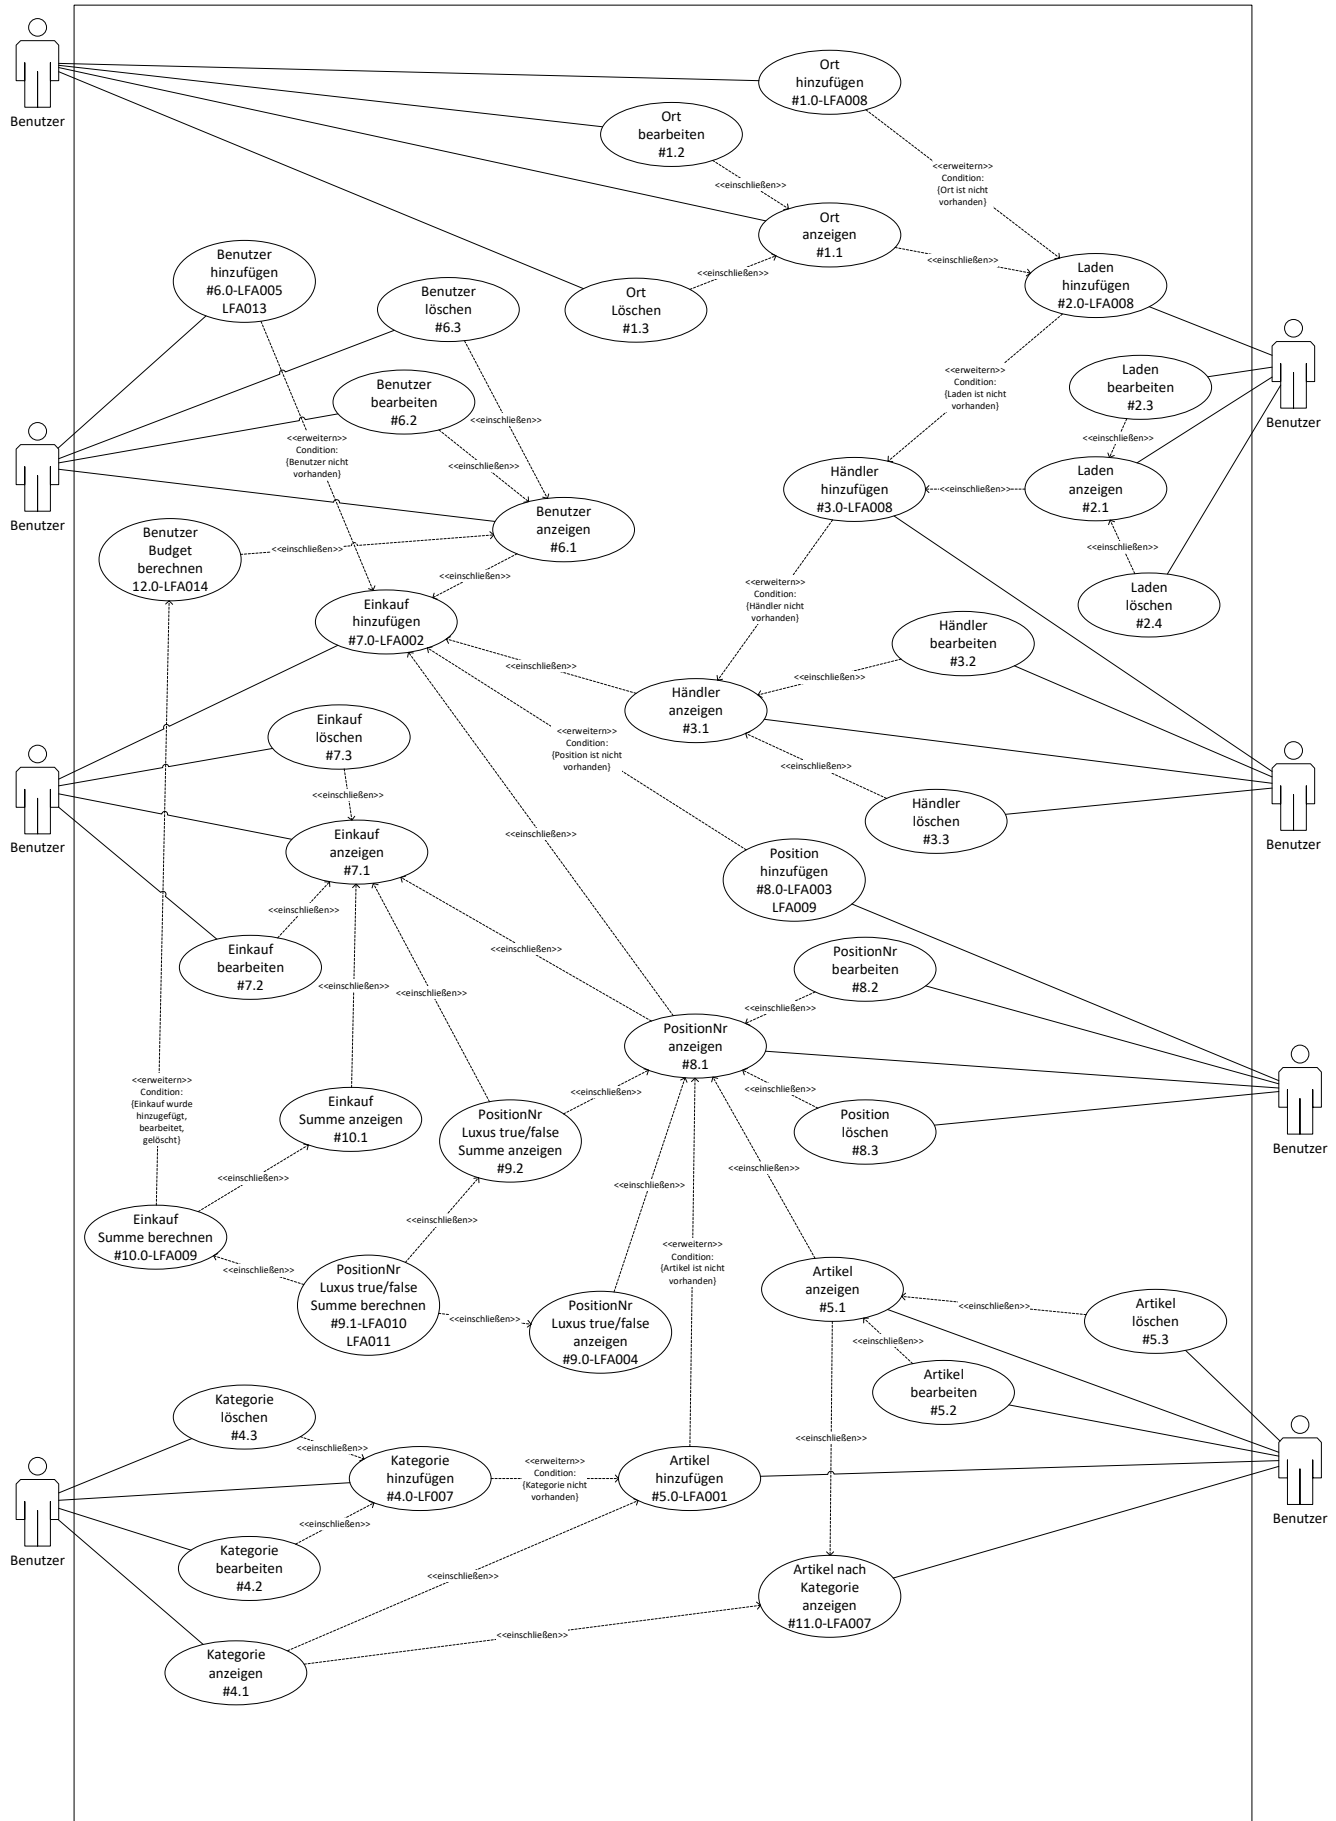 Benutzer
Ort
hinzufügen
#1.0-LFA008
Ort
bearbeiten
#1.2
<<erweitern>>
Condition:
{Ort ist nicht
vorhanden}
<<einschließen>>
Ort
anzeigen
#1.1
<<einschließen>>
<<einschließen>>
Ort
Löschen
#1.3
Laden
hinzufügen
#2.0-LFA008
Benutzer
hinzufügen
#6.0-LFA005
LFA013
Benutzer
löschen
#6.3
Benutzer
bearbeiten
#6.2
<<einschließen>>
<<erweitern>>
Condition:
{Benutzer nicht
vorhanden}
<<einschließen>>
Benutzer
<<erweitern>>
Condition:
{Laden ist nicht
vorhanden}
Laden
bearbeiten
#2.3
Benutzer
<<einschließen>>
Händler
hinzufügen
#3.0-LFA008
<<einschließen>>
Laden
anzeigen
#2.1
Benutzer
anzeigen
#6.1
Benutzer
Budget
berechnen
12.0-LFA014
<<einschließen>>
<<einschließen>>
<<einschließen>>
Laden
löschen
#2.4
<<erweitern>>
Condition:
{Händler nicht
vorhanden}
Einkauf
hinzufügen
#7.0-LFA002
Händler
bearbeiten
#3.2
<<einschließen>>
<<einschließen>>
Händler
anzeigen
#3.1
Einkauf
löschen
#7.3
<<erweitern>>
Condition:
{Position ist nicht
vorhanden}
<<einschließen>>
<<einschließen>>
Händler
löschen
#3.3
Benutzer
Benutzer
Einkauf
anzeigen
#7.1
<<einschließen>>
Position
hinzufügen
#8.0-LFA003
LFA009
<<einschließen>>
Einkauf
bearbeiten
#7.2
<<einschließen>>
PositionNr
bearbeiten
#8.2
<<einschließen>>
<<einschließen>>
<<einschließen>>
PositionNr
anzeigen
#8.1
<<erweitern>>
Condition:
{Einkauf wurde
hinzugefügt,
bearbeitet,
gelöscht}
<<einschließen>>
<<einschließen>>
Einkauf
Summe anzeigen
#10.1
PositionNr
Luxus true/false
Summe anzeigen
#9.2
Position
löschen
#8.3
Benutzer
<<einschließen>>
<<einschließen>>
<<einschließen>>
Einkauf
Summe berechnen
#10.0-LFA009
<<einschließen>>
<<einschließen>>
<<erweitern>>
Condition:
{Artikel ist nicht
vorhanden}
PositionNr
Luxus true/false
Summe berechnen
#9.1-LFA010
LFA011
<<einschließen>>
PositionNr
Luxus true/false
anzeigen
#9.0-LFA004
Artikel
anzeigen
#5.1
<<einschließen>>
Artikel
löschen
#5.3
<<einschließen>>
Artikel
bearbeiten
#5.2
Kategorie
löschen
#4.3
<<einschließen>>
<<einschließen>>
Kategorie
hinzufügen
#4.0-LF007
<<erweitern>>
Condition:
{Kategorie nicht
vorhanden}
Artikel
hinzufügen
#5.0-LFA001
Benutzer
Benutzer
<<einschließen>>
Kategorie
bearbeiten
#4.2
<<einschließen>>
Artikel nach
Kategorie
anzeigen
#11.0-LFA007
<<einschließen>>
Kategorie
anzeigen
#4.1